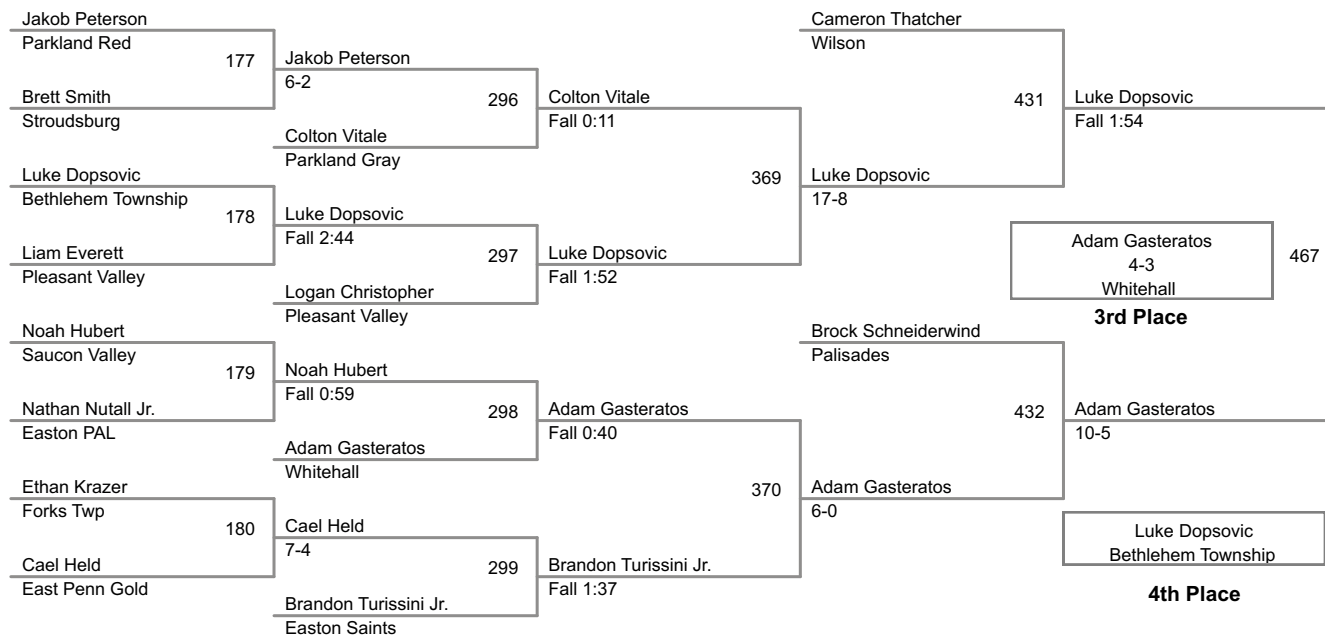 Jakob Peterson
Parkland Red
177
Brett Smith
Stroudsburg
Luke Dopsovic
Bethlehem Township
178
Liam Everett
Pleasant Valley
Noah Hubert
Saucon Valley
179
Nathan Nutall Jr.
Easton PAL
Ethan Krazer
Forks Twp
180
Cael Held
East Penn Gold
Jakob Peterson
6-2
296
Colton Vitale
Parkland Gray
Luke Dopsovic
Fall 2:44
297
Logan Christopher
Pleasant Valley
Noah Hubert
Fall 0:59
298
Adam Gasteratos
Whitehall
Cael Held
7-4
299
Brandon Turissini Jr.
Easton Saints
Colton Vitale
Fall 0:11
369
Luke Dopsovic
Fall 1:52
Adam Gasteratos
Fall 0:40
370
Brandon Turissini Jr.
Fall 1:37
Cameron Thatcher
Wilson
431
Luke Dopsovic
17-8
Brock Schneiderwind
Palisades
432
Adam Gasteratos
6-0
Luke Dopsovic
Fall 1:54
Adam Gasteratos
4-3
Whitehall
467
3rd Place
Adam Gasteratos
10-5
Luke Dopsovic
Bethlehem Township
4th Place